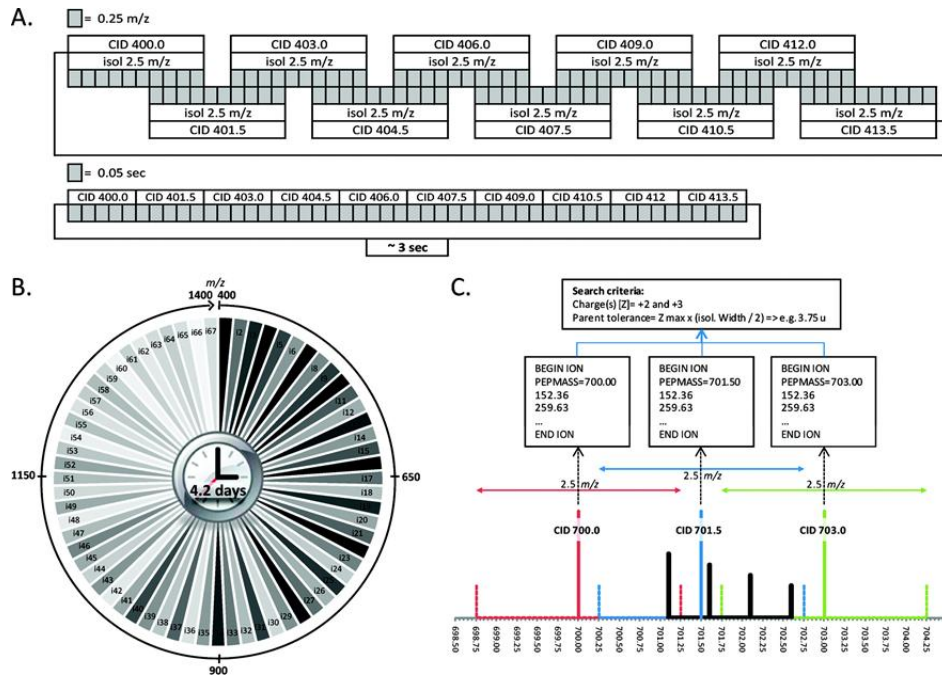 A.
= 0.25 m/z
CID 400.0
CID 403.0
CID 406.0
CID 409.0
CID 412.0
isol 2.5 m/z
isol 2.5 m/z
isol 2.5 m/z
isol 2.5 m/z
isol 2.5 m/z
isol 2.5 m/z
isol 2.5 m/z
isol 2.5 m/z
isol 2.5 m/z
isol 2.5 m/z
CID 401.5
CID 404.5
CID 407.5
CID 410.5
CID 413.5
= 0.05 sec
CID 400.0
CID 401.5
CID 403.0
CID 404.5
CID 406.0
CID 407.5
CID 409.0
CID 410.5
CID 412
CID 413.5
~ 3 sec
B.
m/z
1400
400
i2
i5
i6
i8
i9
i11
i12
i14
i15
i17
i18
i20
i21
i23
i24
i25
i26
i27
i29
i30
i31
i32
i33
i35
i36
i37
i38
i39
i40
i41
i42
i43
i44
i45
i46
i47
i48
i49
i50
i51
i52
i53
i54
i55
i56
i57
i58
i59
i60
i61
i62
i63
i64
i65
i66
i67
650
900
1150
4.2 days
C.
Search criteria:
Charge(s) [Z]= +2 and +3
Parent tolerance= Z max x (isol. Width / 2) => e.g. 3.75 u
BEGIN ION
PEPMASS=700.00
152.36
259.63
...
END ION
BEGIN ION
PEPMASS=701.50
152.36
259.63
...
END ION
BEGIN ION
PEPMASS=703.00
152.36
259.63
...
END ION
2.5 m/z
2.5 m/z
2.5 m/z
CID 700.0
CID 701.5
CID 703.0
698.50
698.75
699.00
699.25
699.50
699.75
700.00
700.25
700.50
700.75
701.00
701.25
701.50
701.75
702.00
702.25
702.50
702.75
703.00
703.25
703.50
703.75
704.00
704.25